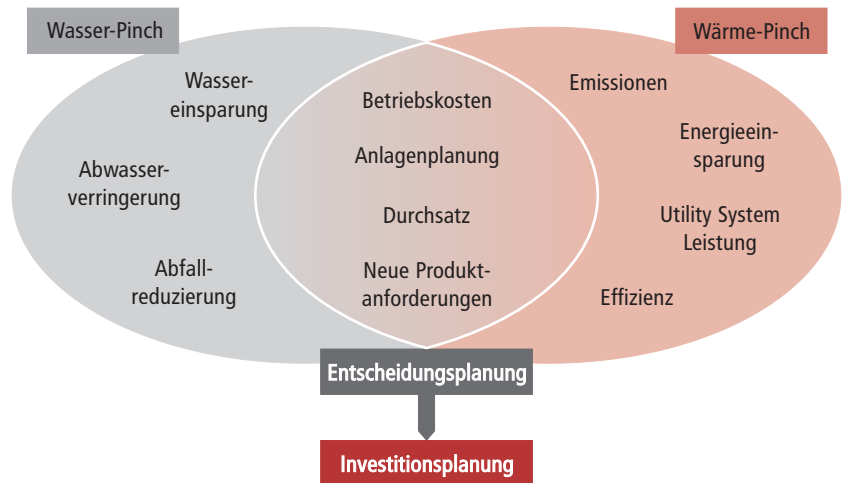 Wasser-Pinch
Wärme-Pinch
Wasser-
einsparung
Abwasser-
verringerung
Abfall-
reduzierung
Betriebskosten
Anlagenplanung
Durchsatz
Neue Produkt-
anforderungen
Emissionen
Energieein-
sparung
Utility System
Leistung
Effizienz
Entscheidungsplanung
Investitionsplanung